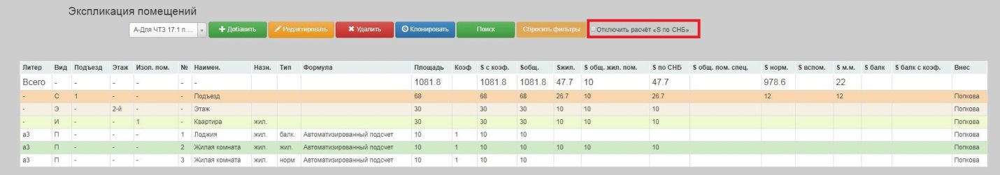 Экспликация помещений
А-Для ЧТЗ 17.1 п.... Добавить Редактировать Удалить Клонировать Поиск Сбросить фильтры Отключить расчёт «S по СНБ»
Литер Вид Подъезд Этаж Изол. пом. № Наимен. Назн. Тип Формула Площадь Коэф S с коэф. Sобщ. Sжил. S общ. жил. пом. S по СНБ S общ. пом. спец. S норм. S вспом. S м.м. S балк S балк с коэф. Внес
Всего - - - - - - 1081.8 1081.8 1081.8 47.7 10 47.7 978.6 22
- С 1 - - - Подъезд 68 68 68 26.7 10 26.7 12 12 Попкова
- Э - 2-й - - Этаж 30 30 30 10 10 10 Попкова
- И - - 1 - Квартира жил. 30 30 30 10 10 10 Попкова
а3 П - - - 1 Лоджия жил. балк. Автоматизированный подсчет 10 1 10 10 Попкова
а3 П - - - 2 Жилая комната жил. жил. Автоматизированный подсчет 10 1 10 10 10 10 10 Попкова
а3 П - - - 3 Жилая комната жил. норм Автоматизированный подсчет 10 1 10 10 Попкова